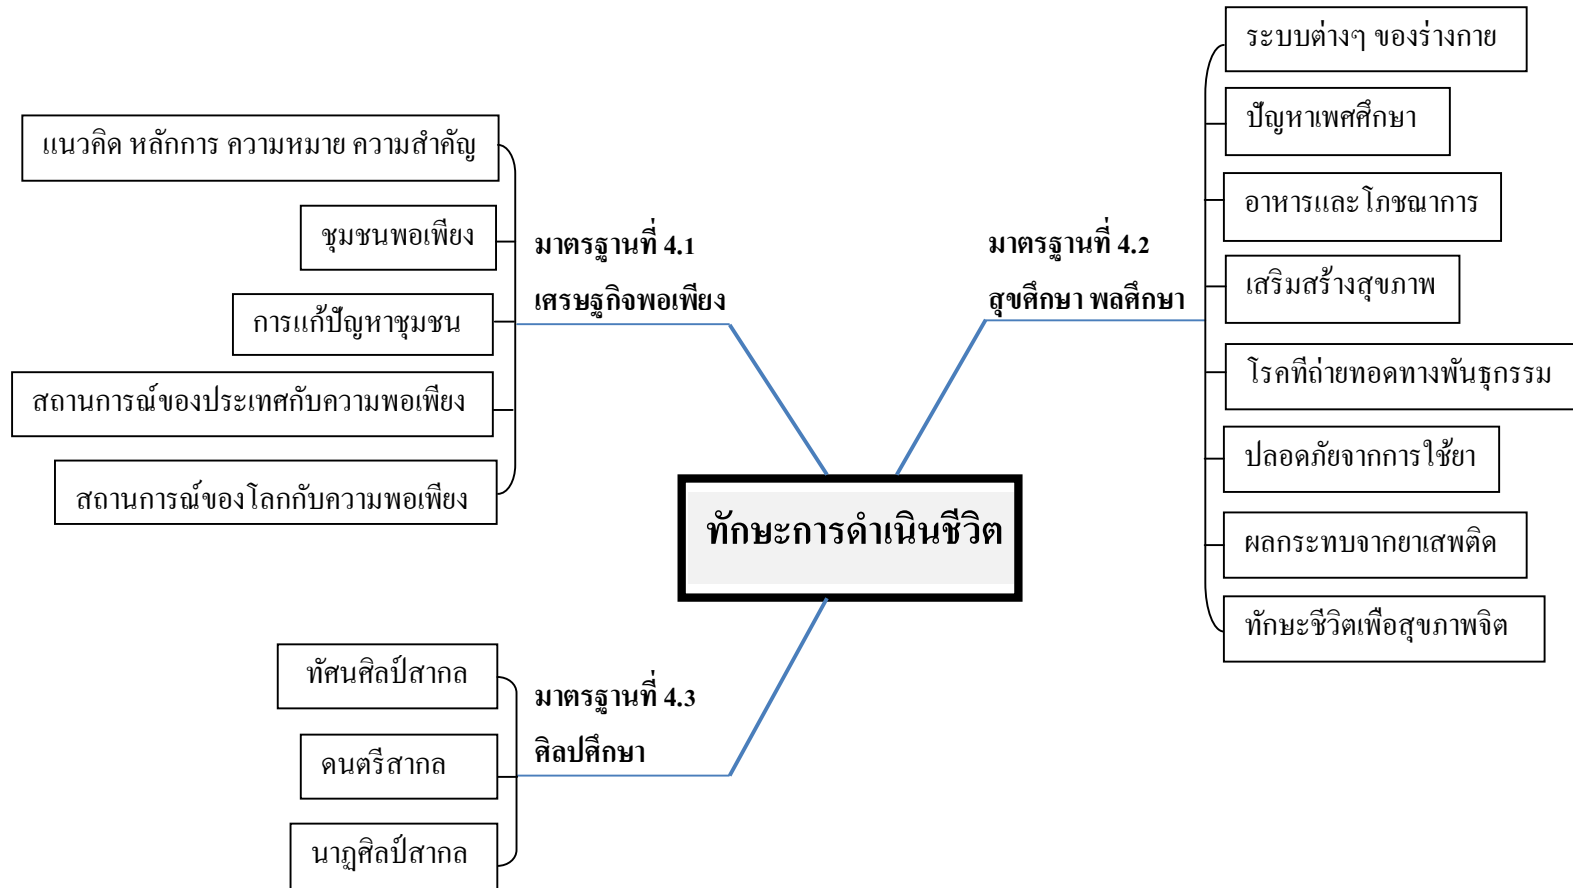 แนวคิด หลักการ ความหมาย ความสำคัญ
ชุมชนพอเพียง
การแก้ปัญหาชุมชน
สถานการณ์ของประเทศกับความพอเพียง
สถานการณ์ของโลกกับความพอเพียง
มาตรฐานที่ 4.1
เศรษฐกิจพอเพียง
มาตรฐานที่ 4.2
สุขศึกษา พลศึกษา
ระบบต่างๆ ของร่างกาย
ปัญหาเพศศึกษา
อาหารและโภชณาการ
เสริมสร้างสุขภาพ
โรคที่ถ่ายทอดทางพันธุกรรม
ปลอดภัยจากการใช้ยา
ผลกระทบจากยาเสพติด
ทักษะชีวิตเพื่อสุขภาพจิต
ทักษะการดำเนินชีวิต
มาตรฐานที่ 4.3
ศิลปศึกษา
ทัศนศิลป์สากล
ดนตรีสากล
นาฏศิลป์สากล